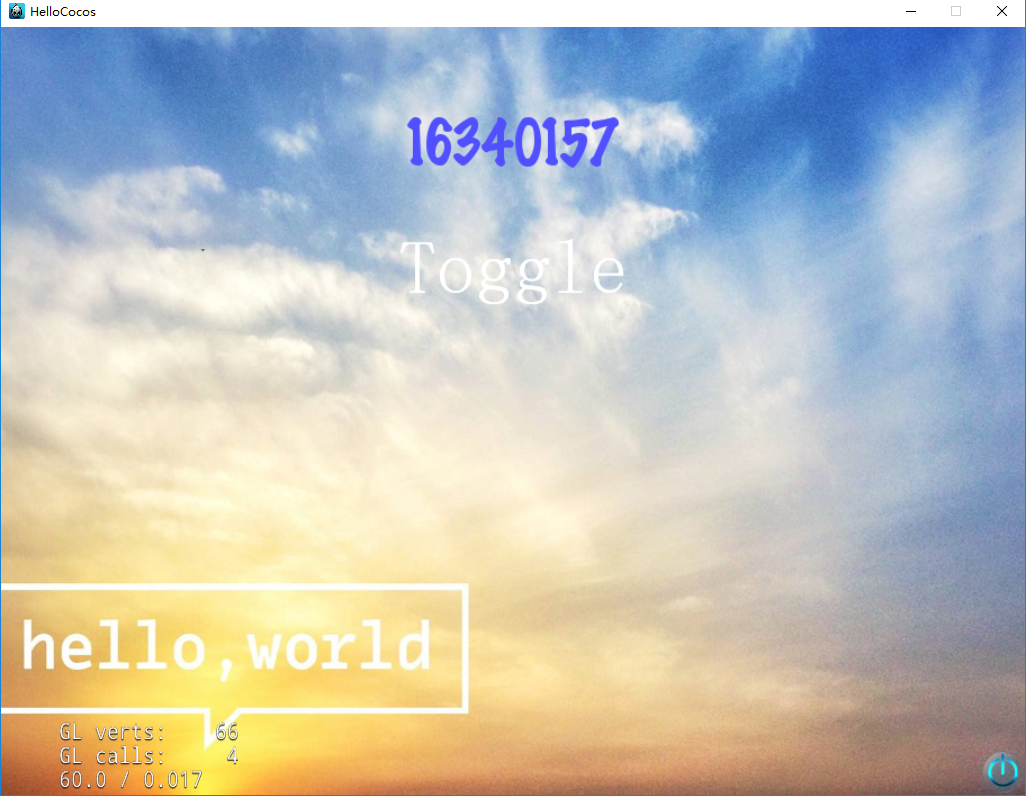 HelloCocos
16340157
Toggle
hello,world
GL verts: 66
GL calls: 4
60.0 / 0.017